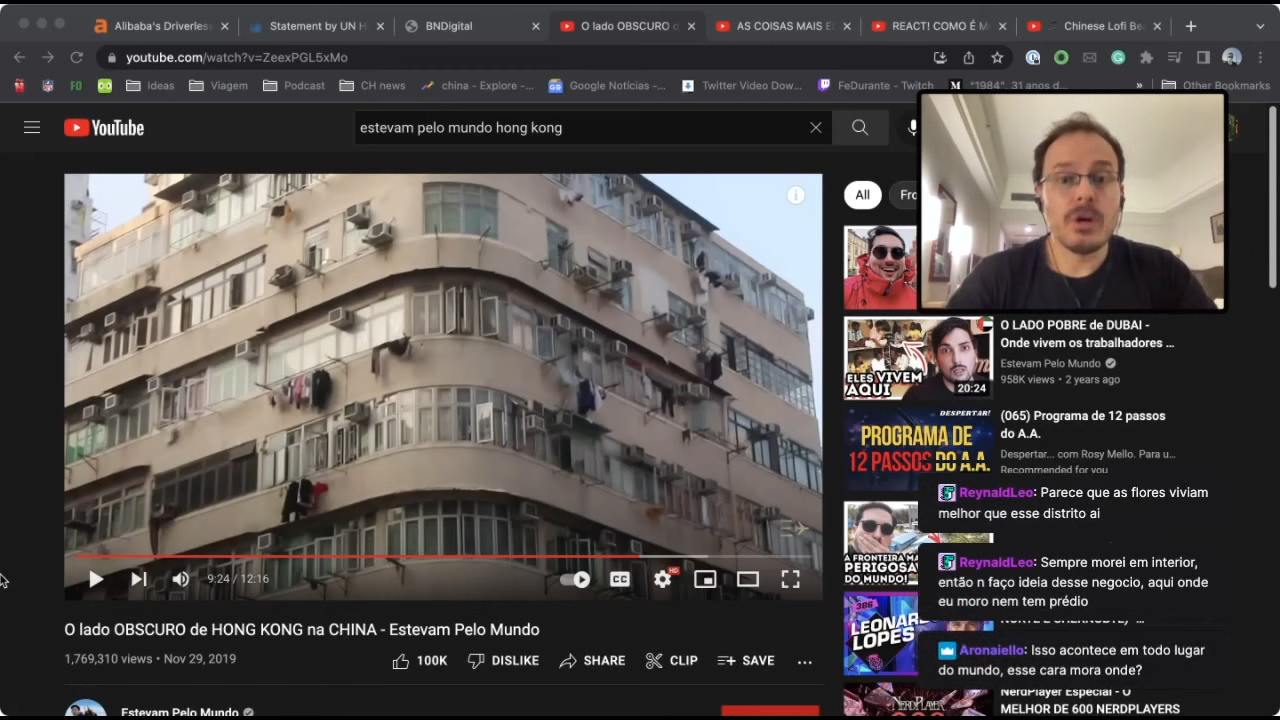 Alibaba's Driverles
Statement by UN H
BNDigital
O lado OBSCURO d
AS COISAS MAIS E
REACT! COMO É M
Chinese Lofi Be
youtube.com/watch?v=ZeexPGL5xMo
FO
Ideas
Viagem
Podcast
CH news
china - Explore -...
Google Notícias -...
Twitter Video Dow...
FeDurante - Twitch
"1984", 31 anos d...
»
Other Bookmarks
YouTube
estevam pelo mundo hong kong
All
Fro
9:24 / 12:16
CC
HD
O lado OBSCURO de HONG KONG na CHINA - Estevam Pelo Mundo
1,769,310 views • Nov 29, 2019
100K
DISLIKE
SHARE
CLIP
SAVE
...
Estevam Pelo Mundo
ELES VIVEM
AQUI
20:24
O LADO POBRE de DUBAI -
Onde vivem os trabalhadores ...
Estevam Pelo Mundo
958K views • 2 years ago
DESPERTAR!
PROGRAMA DE
12 PASSOS DO A.A.
(065) Programa de 12 passos
do A.A.
Despertar... com Rosy Mello. Para u...
Recommended for you
A FRONTEIRA MA
PERIGOSA
DO MUNDO!
386
LEONAR
LOPES
NERDPLAYER
NerdPlayer Especial - O
MELHOR DE 600 NERDPLAYERS
ReynaldLeo: Parece que as flores viviam
melhor que esse distrito ai
ReynaldLeo: Sempre morei em interior,
então n faço ideia desse negocio, aqui onde
eu moro nem tem prédio
Aronaiello: Isso acontece em todo lugar
do mundo, esse cara mora onde?